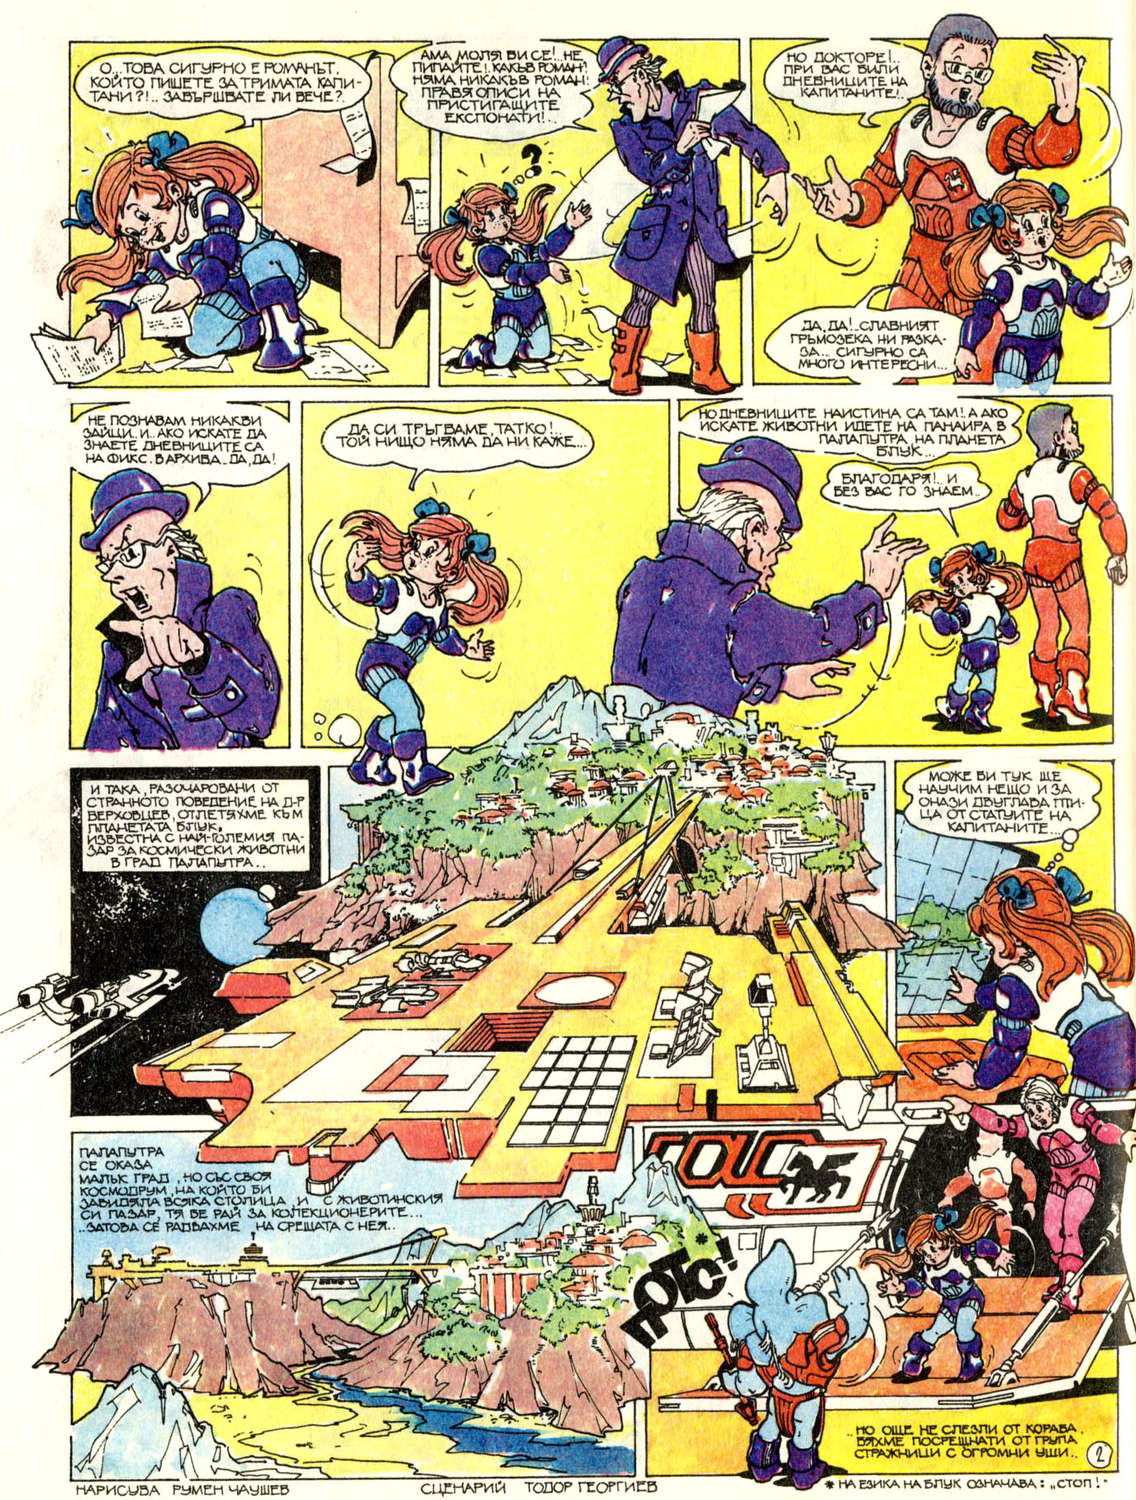 О...ТОВА СИГУРНО Е РОМАНЪТ,
КОЙТО ПИШЕТЕ ЗА ТРИМАТА КАПИ-
ТАНИ?!... ЗАВЪРШВАТЕ ЛИ ВЕЧЕ?.
АМА, МОЛЯ ВИ СЕ!..НЕ
ПИПАЙТЕ!.КАКЪВ РОМАН!
НЯМА НИКАКЪВ РОМАН!
ПРАВЯ ОПИСИ НА
ПРИСТИГАЩИТЕ
ЕКСПОНАТИ!...
?
НО ДОКТОРЕ!..
ПРИ ВАС БИЛИ
ДНЕВНИЦИТЕ НА
КАПИТАНИТЕ!..
ДА, ДА!..СЛАВНИЯТ
ГРЪМОЗЕКА НИ РАЗКА-
ЗА... СИГУРНО СА
МНОГО ИНТЕРЕСНИ...
НЕ ПОЗНАВАМ НИКАКВИ
ЗАЙЦИ. И.. АКО ИСКАТЕ ДА
ЗНАЕТЕ ДНЕВНИЦИТЕ СА
НА ФИКС. В АРХИВА.. ДА, ДА!
ДА СИ ТРЪГВАМЕ, ТАТКО!..
ТОЙ НИЩО НЯМА ДА НИ КАЖЕ...
НО ДНЕВНИЦИТЕ НАИСТИНА СА ТАМ! А АКО
ИСКАТЕ ЖИВОТНИ ИДЕТЕ НА ПАНАИРА В
ПАЛАПУТРА, НА ПЛАНЕТА
БЛУК...
БЛАГОДАРЯ!.. И
БЕЗ ВАС ГО ЗНАЕМ..
И ТАКА, РАЗОЧАРОВАНИ ОТ
СТРАННОТО ПОВЕДЕНИЕ НА Д-Р
ВЕРХОВЦЕВ, ОТЛЕТЯХМЕ КЪМ
ПЛАНЕТАТА БЛУК,
ИЗВЕСТНА С НАЙ-ГОЛЕМИЯ ПА-
ЗАР ЗА КОСМИЧЕСКИ ЖИВОТНИ
В ГРАД ПАЛАПУТРА..
МОЖЕ БИ ТУК ЩЕ
НАУЧИМ НЕЩО И ЗА
ОНАЗИ ДВУГЛАВА ПТИ-
ЦА ОТ СТАТУИТЕ НА
КАПИТАНИТЕ...
ПАЛАПУТРА
СЕ ОКАЗА
МАЛЪК ГРАД, НО СЪС СВОЯ
КОСМОДРУМ, НА КОЙТО БИ
ЗАВИДЯЛА ВСЯКА СТОЛИЦА, И С ЖИВОТИНСКИЯ
СИ ПАЗАР, ТЯ БЕ РАЙ ЗА КОЛЕКЦИОНЕРИТЕ...
..ЗАТОВА СЕ РАДВАХМЕ НА СРЕЩАТА С НЕЯ..
ПОТС!*
..НО ОЩЕ НЕ СЛЕЗЛИ ОТ КОРАБА,
БЯХМЕ ПОСРЕЩНАТИ ОТ ГРУПА
СТРАЖНИЦИ С ОГРОМНИ УШИ..
2
НАРИСУВА РУМЕН ЧАУШЕВ
СЦЕНАРИЙ ТОДОР ГЕОРГИЕВ
* НА ЕЗИКА НА БЛУК ОЗНАЧАВА: „СТОП!"